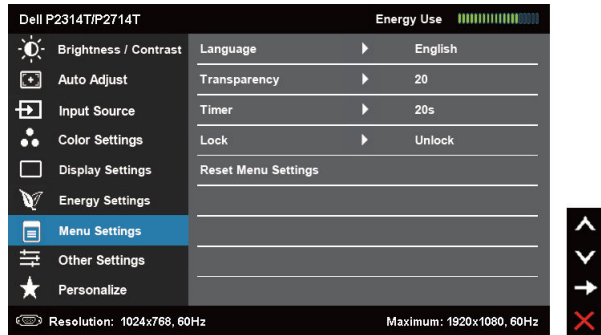 Dell P2314T/P2714T Energy Use
Brightness / Contrast Language English
Auto Adjust Transparency 20
Input Source Timer 20s
Color Settings Lock Unlock
Display Settings Reset Menu Settings
Energy Settings
Menu Settings
Other Settings
Personalize
Resolution: 1024x768, 60Hz Maximum: 1920x1080, 60Hz